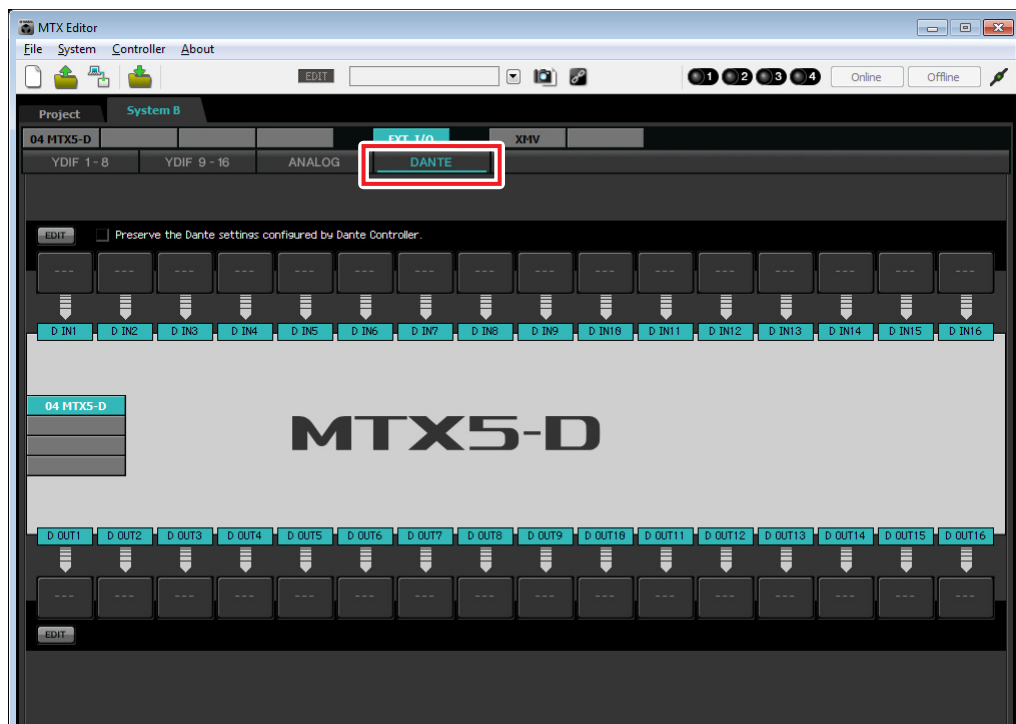 MTX Editor
File System Controller About
EDIT 1 2 3 4 Online Offline
Project System B
04 MTX5-D EXT. I/O XMV
YDIF 1 - 8 YDIF 9 - 16 ANALOG DANTE
EDIT Preserve the Dante settings configured by Dante Controller.
--- --- --- --- --- --- --- --- --- --- --- --- --- --- --- ---
D IN1 D IN2 D IN3 D IN4 D IN5 D IN6 D IN7 D IN8 D IN9 D IN10 D IN11 D IN12 D IN13 D IN14 D IN15 D IN16
04 MTX5-D
MTX5-D
D OUT1 D OUT2 D OUT3 D OUT4 D OUT5 D OUT6 D OUT7 D OUT8 D OUT9 D OUT10 D OUT11 D OUT12 D OUT13 D OUT14 D OUT15 D OUT16
--- --- --- --- --- --- --- --- --- --- --- --- --- --- --- ---
EDIT